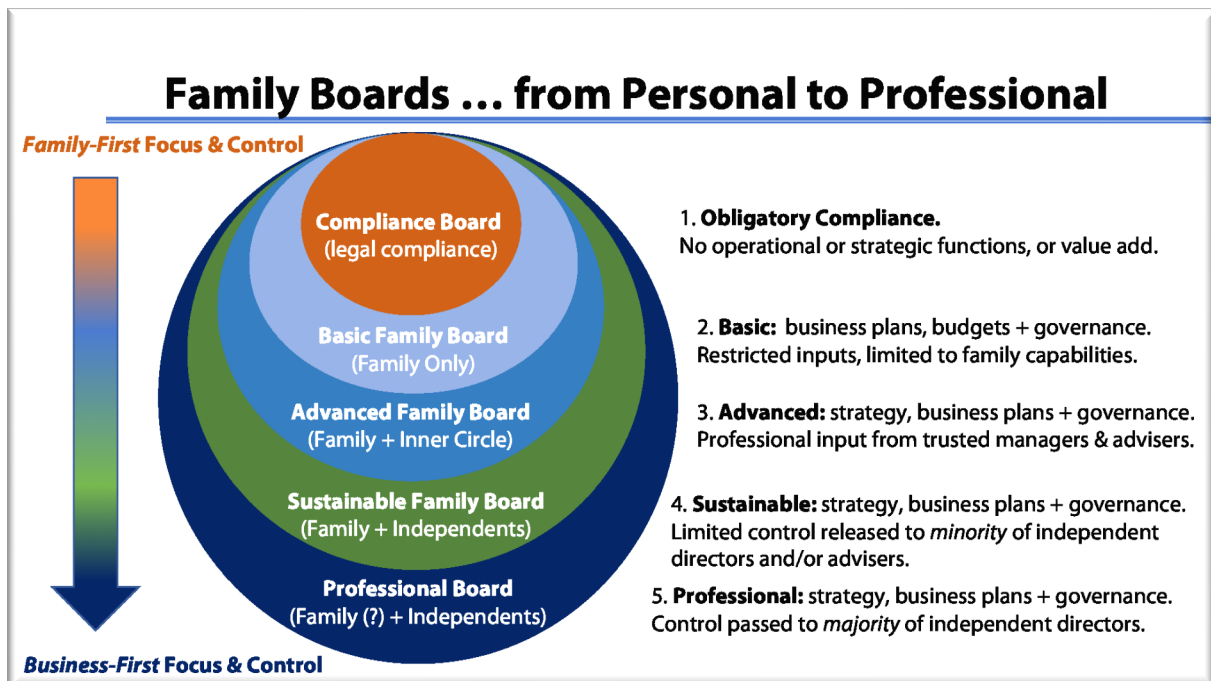 Family Boards ... from Personal to Professional
Family-First Focus & Control
Compliance Board
(legal compliance)
Basic Family Board
(Family Only)
Advanced Family Board
(Family + Inner Circle)
Sustainable Family Board
(Family + Independents)
Professional Board
(Family (?) + Independents)
Business-First Focus & Control
1. Obligatory Compliance.
No operational or strategic functions, or value add.
2. Basic: business plans, budgets + governance.
Restricted inputs, limited to family capabilities.
3. Advanced: strategy, business plans + governance.
Professional input from trusted managers & advisers.
4. Sustainable: strategy, business plans + governance.
Limited control released to minority of independent
directors and/or advisers.
5. Professional: strategy, business plans + governance.
Control passed to majority of independent directors.